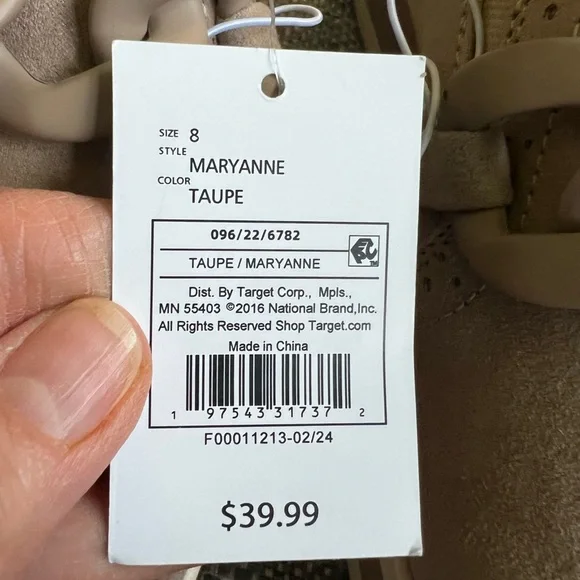 SIZE 8
STYLE MARYANNE
COLOR TAUPE
096/22/6782
TAUPE / MARYANNE
EPC™
Dist. By Target Corp., Mpls.,
MN 55403 ©2016 National Brand,Inc.
All Rights Reserved Shop Target.com
Made in China
1 97543 31737 2
F00011213-02/24
$39.99